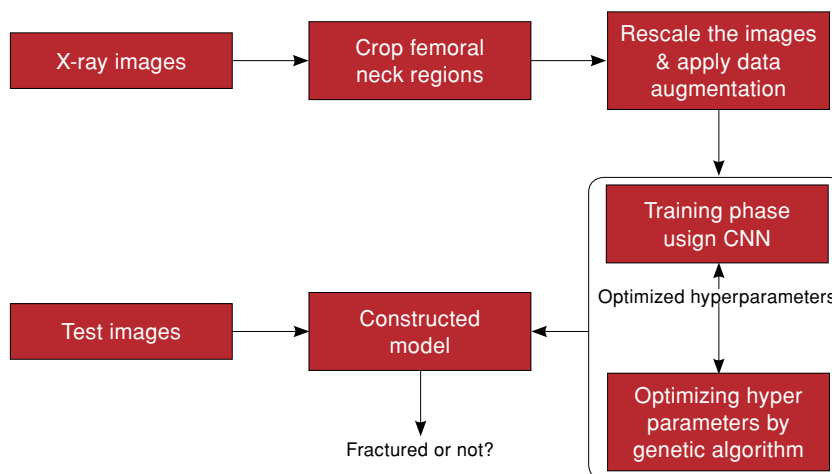 X-ray images
Crop femoral
neck regions
Rescale the images
& apply data
augmentation
Training phase
usign CNN
Optimized hyperparameters
Test images
Constructed
model
Optimizing hyper
parameters by
genetic algorithm
Fractured or not?